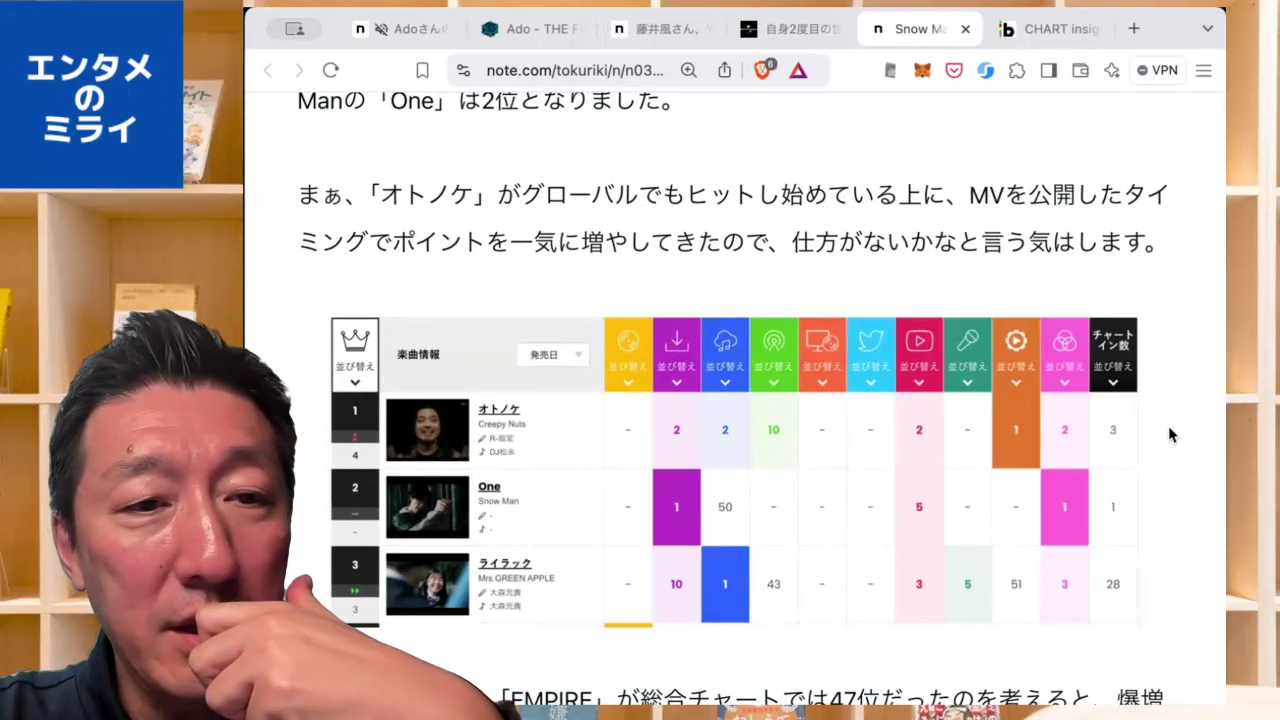 エンタメ
の
ミライ
n Adoさんの
Ado - THE FI
n 藤井風さん、V
自身2度目の世
n Snow Ma
b CHART insig
note.com/tokuriki/n/n03...
6
VPN
Manの「One」は2位となりました。
まぁ、「オトノケ」がグローバルでもヒットし始めている上に、MVを公開したタイ
ミングでポイントを一気に増やしてきたので、仕方がないかなと言う気はします。
並び替え 楽曲情報 発売日 並び替え 並び替え 並び替え 並び替え 並び替え 並び替え 並び替え 並び替え 並び替え 並び替え チャートイン数 並び替え
1 オトノケ - 2 2 10 - - 2 - 1 2 3
Creepy Nuts
R-指定
4 DJ松永
2 One - 1 50 - - - 5 - - 1 1
Snow Man
-
- -
3 ライラック - 10 1 43 - - 3 5 51 3 28
Mrs.GREEN APPLE
大森元貴
3 大森元貴
「EMPIRE」が総合チャートでは47位だったのを考えると、爆増